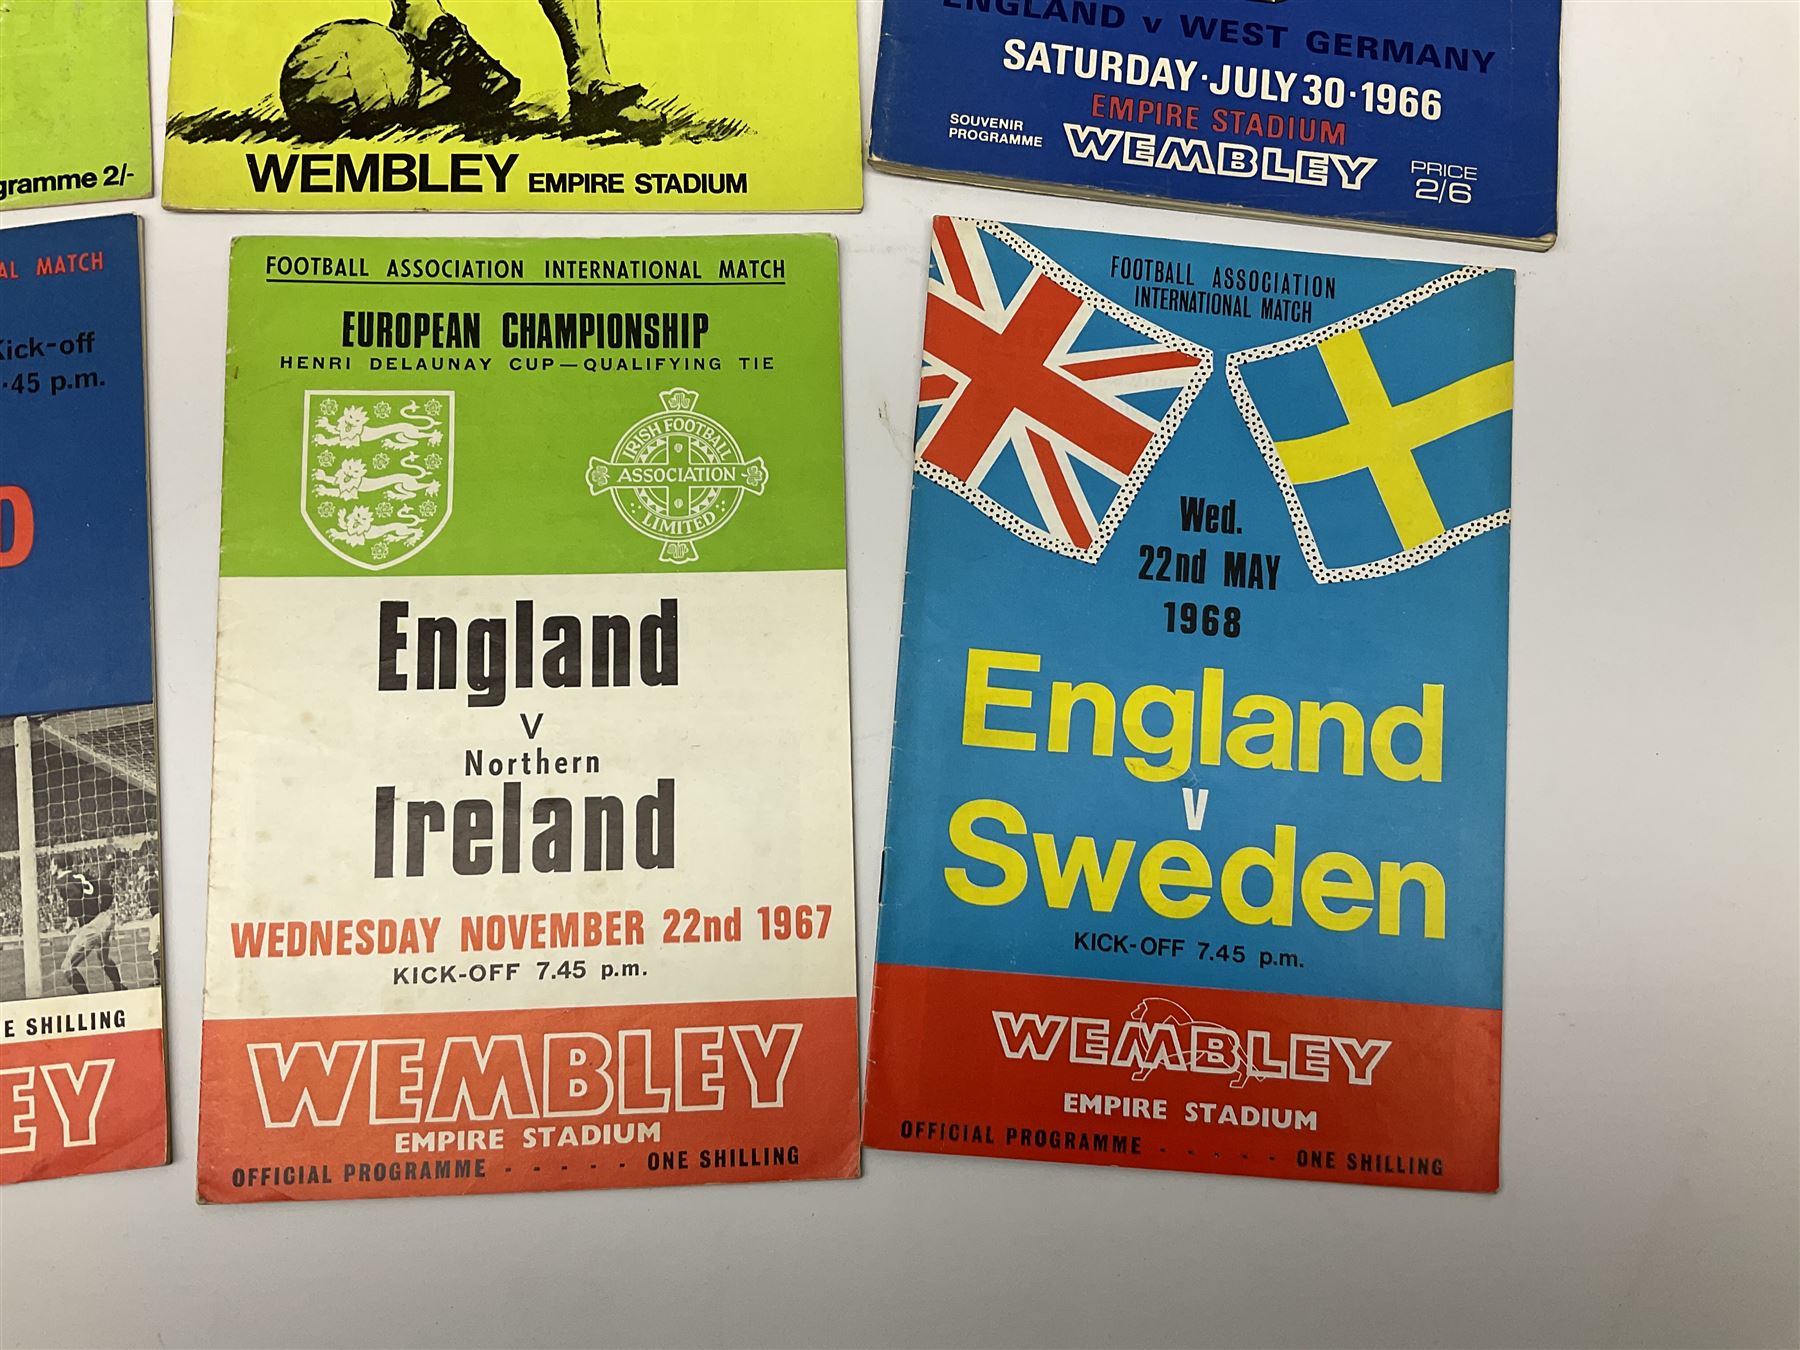 gramme 2/-
WEMBLEY EMPIRE STADIUM
ENGLAND v WEST GERMANY
SATURDAY·JULY 30·1966
EMPIRE STADIUM
SOUVENIR
PROGRAMME
WEMBLEY
PRICE
2/6
AL MATCH
Kick-off
·45 p.m.
D
3
E SHILLING
EY
FOOTBALL ASSOCIATION INTERNATIONAL MATCH
EUROPEAN CHAMPIONSHIP
HENRI DELAUNAY CUP—QUALIFYING TIE
IRISH FOOTBALL
ASSOCIATION
LIMITED
England
V
Northern
Ireland
WEDNESDAY NOVEMBER 22nd 1967
KICK-OFF 7.45 p.m.
WEMBLEY
EMPIRE STADIUM
OFFICIAL PROGRAMME - - - - - ONE SHILLING
FOOTBALL ASSOCIATION
INTERNATIONAL MATCH
Wed.
22nd MAY
1968
England
v
Sweden
KICK-OFF 7.45 p.m.
WEMBLEY
EMPIRE STADIUM
OFFICIAL PROGRAMME - - - - - ONE SHILLING